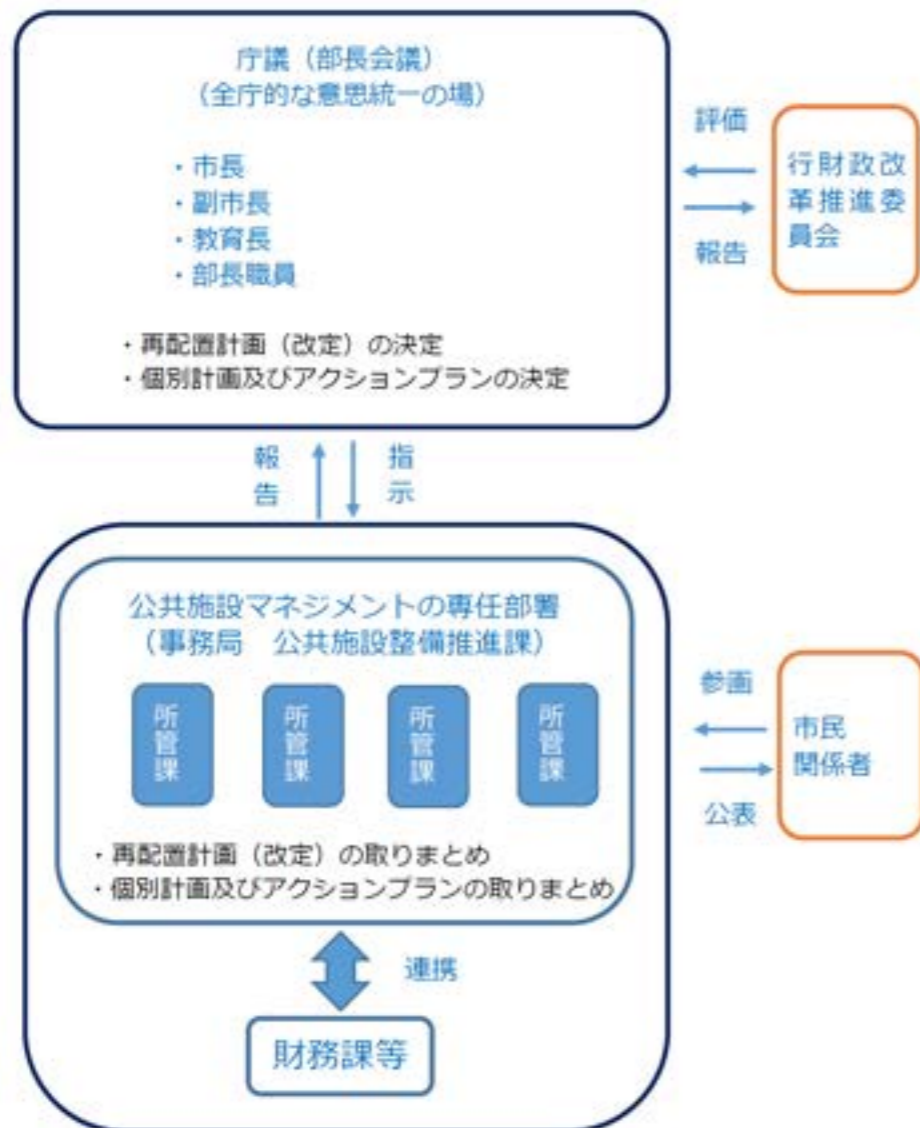 庁議（部長会議）
（全庁的な意思統一の場）
・市長
・副市長
・教育長
・部長職員
・再配置計画（改定）の決定
・個別計画及びアクションプランの決定
評価
報告
行財政改
革推進委
員会
報告
指示
公共施設マネジメントの専任部署
（事務局　公共施設整備推進課）
所管課
所管課
所管課
所管課
・再配置計画（改定）の取りまとめ
・個別計画及びアクションプランの取りまとめ
参画
公表
市民
関係者
連携
財務課等